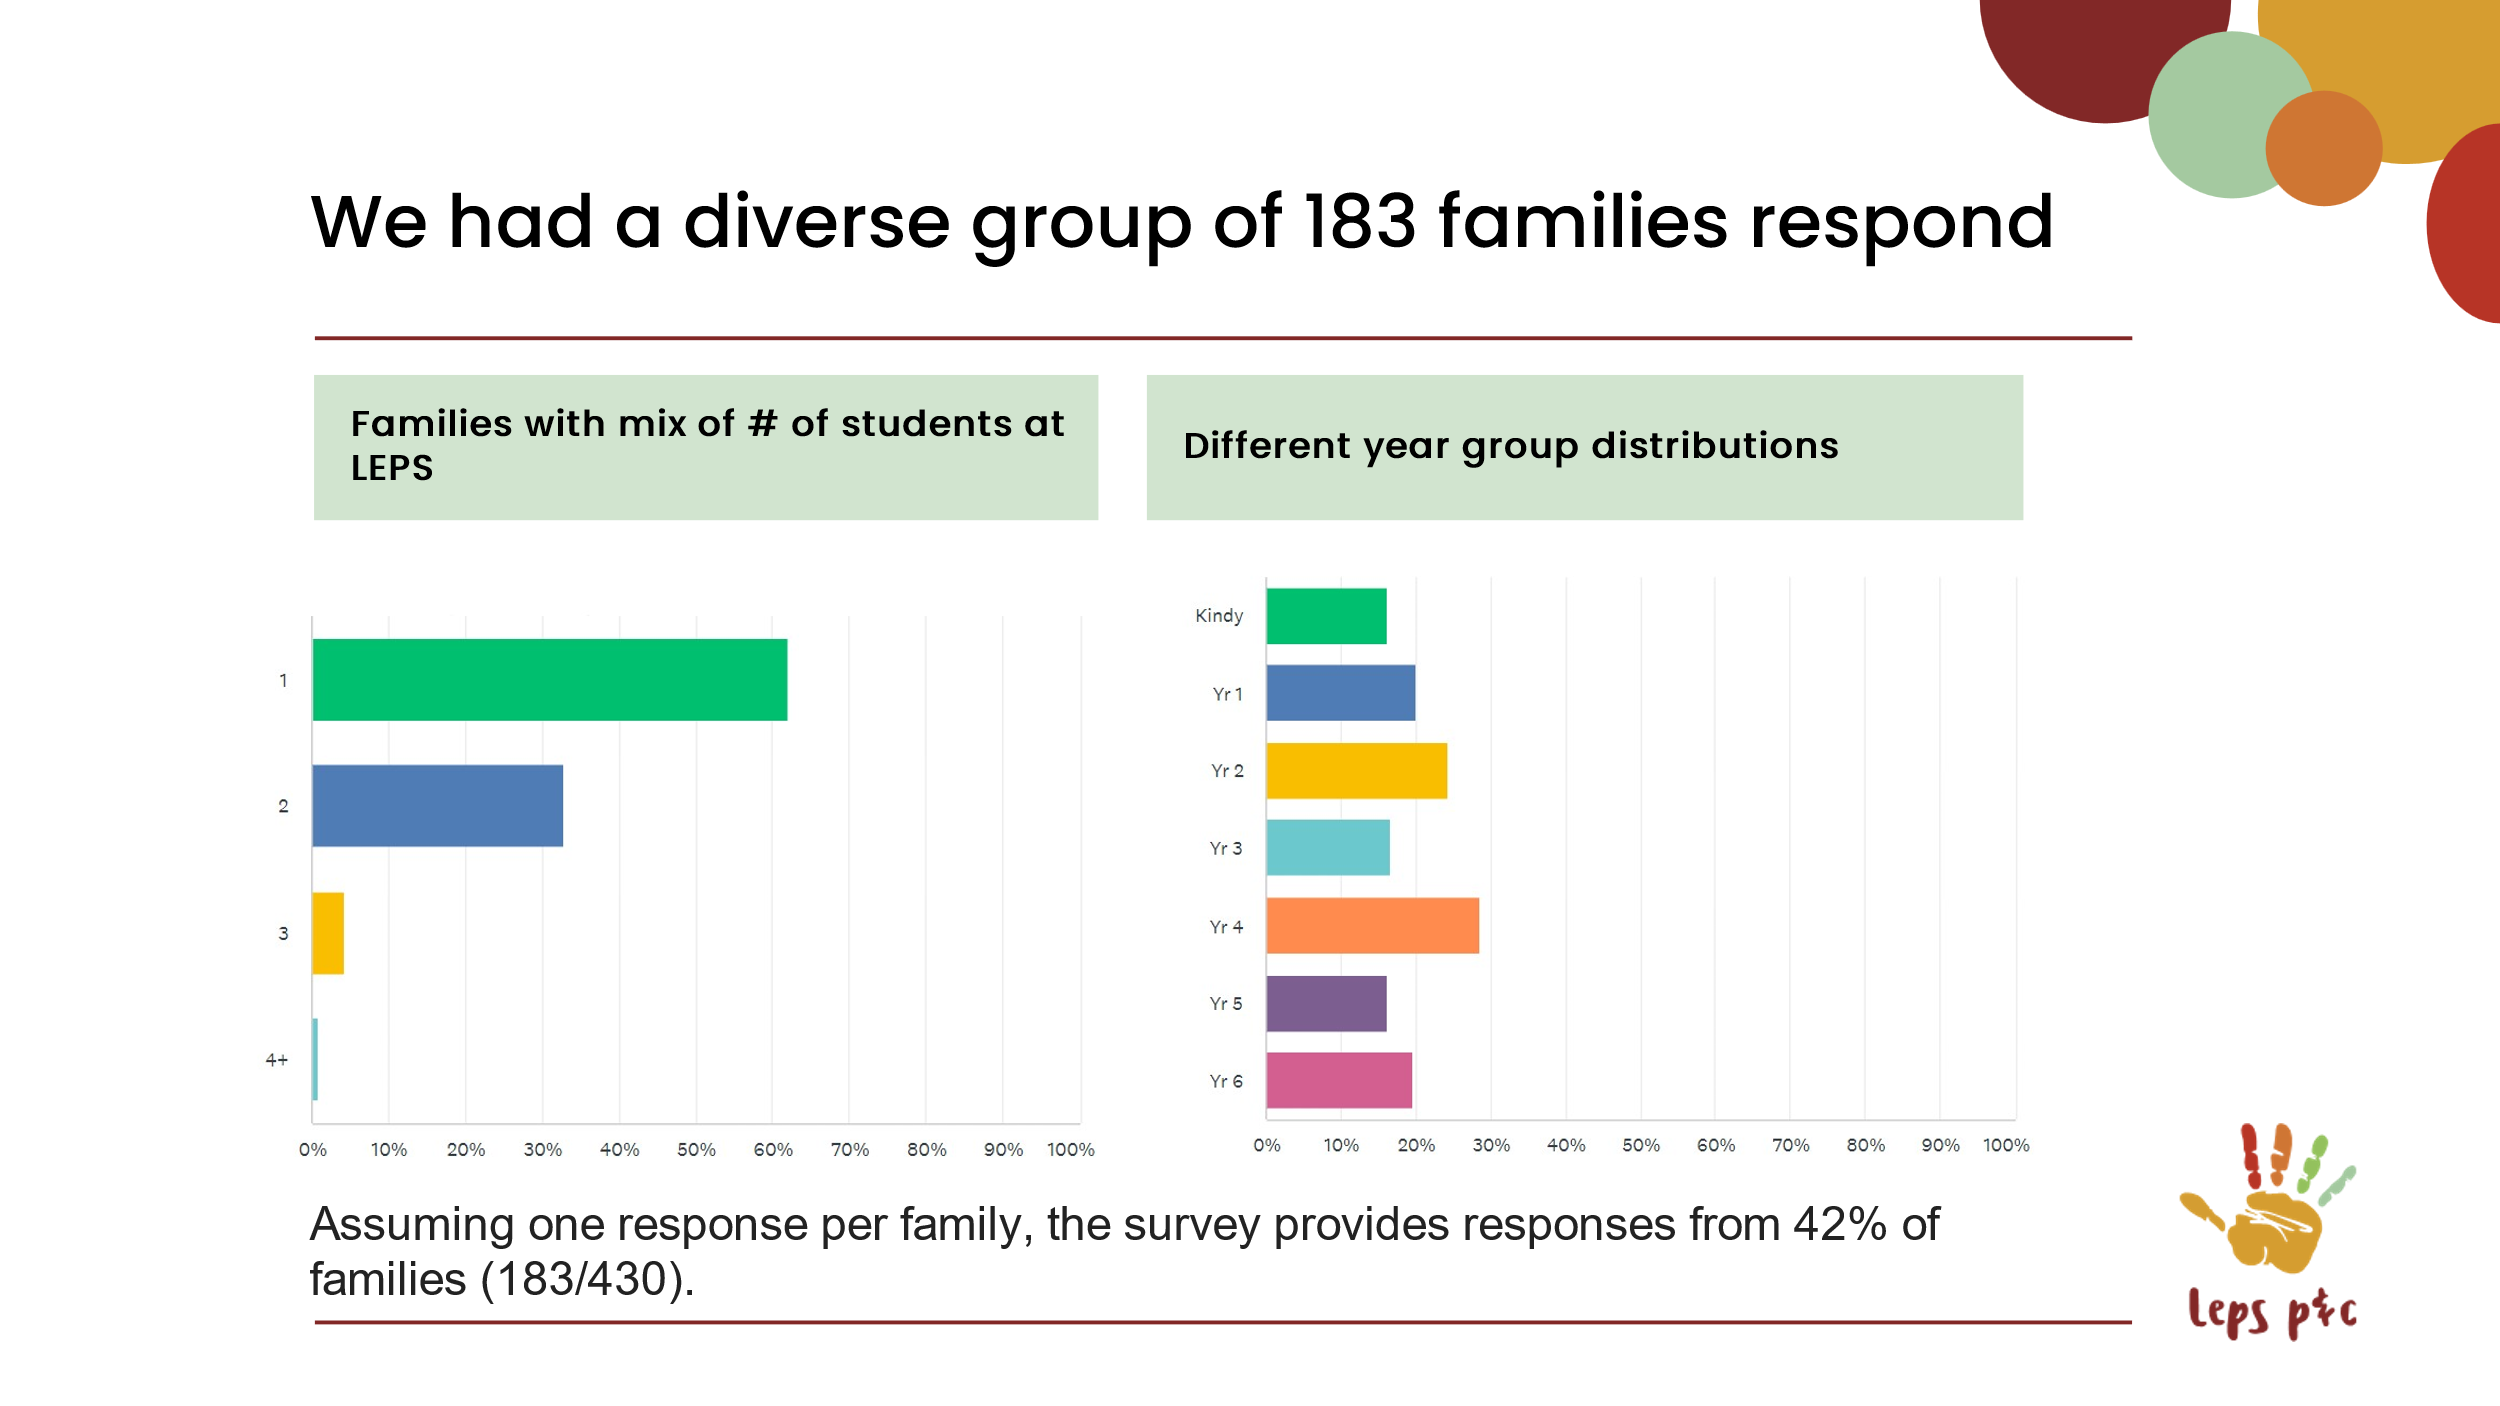 We had a diverse group of 183 families respond
Families with mix of # of students at
LEPS
Different year group distributions
1
2
3
4+
0% 10% 20% 30% 40% 50% 60% 70% 80% 90% 100%
Kindy
Yr 1
Yr 2
Yr 3
Yr 4
Yr 5
Yr 6
0% 10% 20% 30% 40% 50% 60% 70% 80% 90% 100%
Assuming one response per family, the survey provides responses from 42% of
families (183/430).
leps p&c